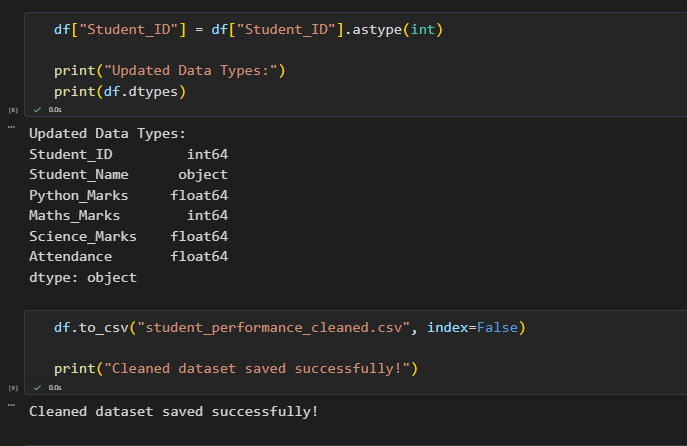 df["Student_ID"] = df["Student_ID"].astype(int)
print("Updated Data Types:")
print(df.dtypes)
[8]
0.0s
...
Updated Data Types:
Student_ID          int64
Student_Name       object
Python_Marks      float64
Maths_Marks         int64
Science_Marks     float64
Attendance        float64
dtype: object
df.to_csv("student_performance_cleaned.csv", index=False)
print("Cleaned dataset saved successfully!")
[9]
0.0s
...
Cleaned dataset saved successfully!